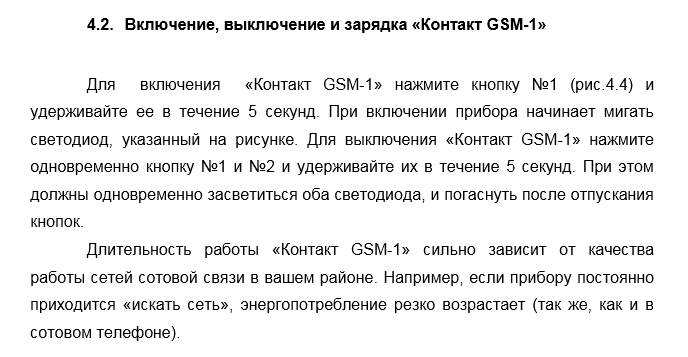 4.2. Включение, выключение и зарядка «Контакт GSM-1»
Для включения «Контакт GSM-1» нажмите кнопку №1 (рис.4.4) и
удерживайте ее в течение 5 секунд. При включении прибора начинает мигать
светодиод, указанный на рисунке. Для выключения «Контакт GSM-1» нажмите
одновременно кнопку №1 и №2 и удерживайте их в течение 5 секунд. При этом
должны одновременно засветиться оба светодиода, и погаснуть после отпускания
кнопок.
Длительность работы «Контакт GSM-1» сильно зависит от качества
работы сетей сотовой связи в вашем районе. Например, если прибору постоянно
приходится «искать сеть», энергопотребление резко возрастает (так же, как и в
сотовом телефоне).